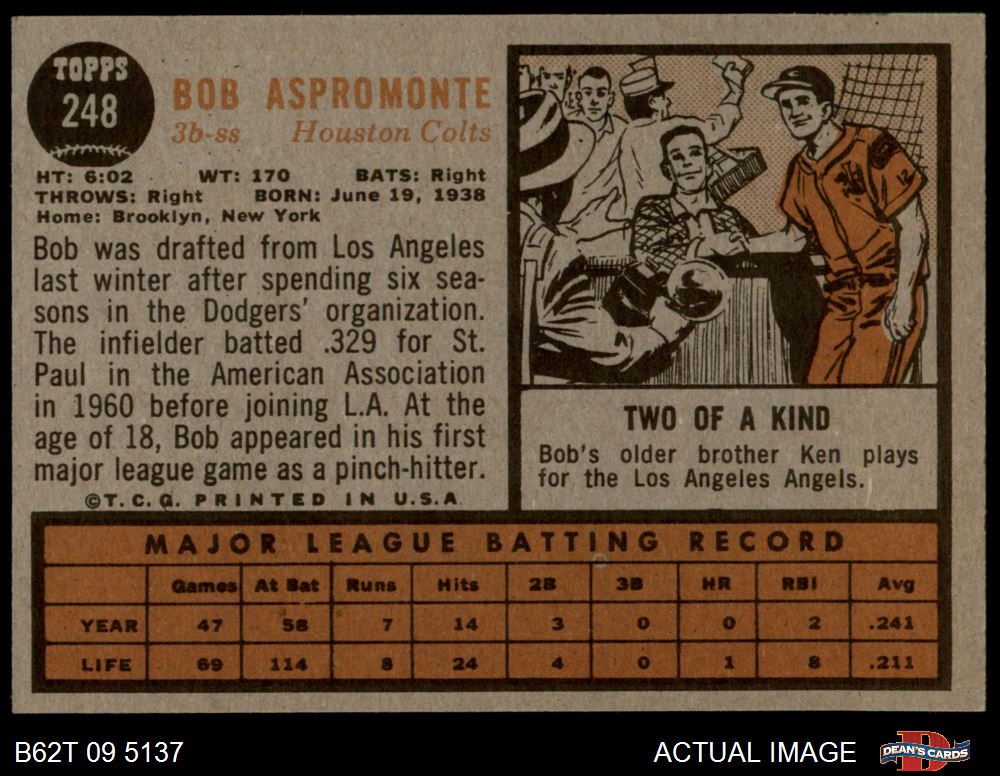 TOPPS
248
BOB ASPROMONTE
3b-ss Houston Colts
HT: 6:02 WT: 170 BATS: Right
THROWS: Right BORN: June 19, 1938
Home: Brooklyn, New York
Bob was drafted from Los Angeles
last winter after spending six sea-
sons in the Dodgers' organization.
The infielder batted .329 for St.
Paul in the American Association
in 1960 before joining L.A. At the
age of 18, Bob appeared in his first
major league game as a pinch-hitter.
©T.C.G. PRINTED IN U.S.A.
12
TWO OF A KIND
Bob's older brother Ken plays
for the Los Angeles Angels.
MAJOR LEAGUE BATTING RECORD
Games At Bat Runs Hits 2B 3B HR RBI Avg
YEAR 47 58 7 14 3 0 0 2 .241
LIFE 69 114 8 24 4 0 1 8 .211
B62T 09 5137
ACTUAL IMAGE
D
DEAN'S CARDS